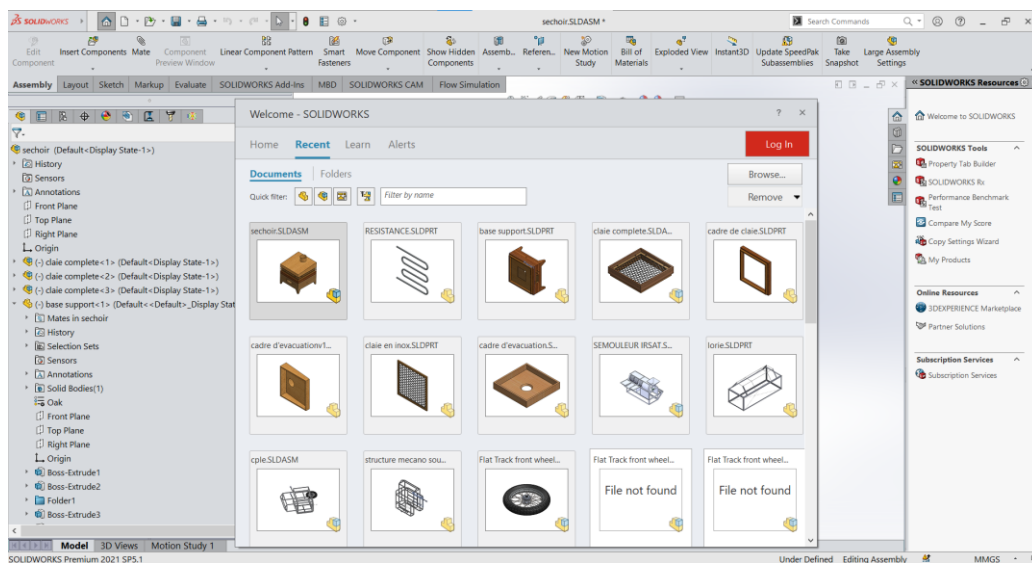 SOLIDWORKS
sechoir.SLDASM *
Search Commands
Edit Component
Insert Components
Mate
Component Preview Window
Linear Component Pattern
Smart Fasteners
Move Component
Show Hidden Components
Assemb...
Referen...
New Motion Study
Bill of Materials
Exploded View
Instant3D
Update SpeedPak Subassemblies
Take Snapshot
Large Assembly Settings
Assembly Layout Sketch Markup Evaluate SOLIDWORKS Add-Ins MBD SOLIDWORKS CAM Flow Simulation
sechoir (Default<Display State-1>)
History
Sensors
Annotations
Front Plane
Top Plane
Right Plane
Origin
(-) claie complete<1> (Default<Display State-1>)
(-) claie complete<2> (Default<Display State-1>)
(-) claie complete<3> (Default<Display State-1>)
(-) base support<1> (Default<<Default>_Display Stat
Mates in sechoir
History
Selection Sets
Sensors
Annotations
Solid Bodies(1)
Oak
Front Plane
Top Plane
Right Plane
Origin
Boss-Extrude1
Boss-Extrude2
Folder1
Boss-Extrude3
Welcome - SOLIDWORKS
Home Recent Learn Alerts
Log In
Documents Folders
Browse...
Quick filter:
Filter by name
Remove
sechoir.SLDASM
RESISTANCE.SLDPRT
base support.SLDPRT
claie complete.SLDA...
cadre de claie.SLDPRT
cadre d'evacuationv1...
claie en inox.SLDPRT
cadre d'evacuation.S...
SEMOULEUR IRSAT.S...
lorie.SLDPRT
cple.SLDASM
structure mecano sou...
Flat Track front wheel...
Flat Track front wheel...
Flat Track front wheel...
File not found
File not found
SOLIDWORKS Resources
Welcome to SOLIDWORKS
SOLIDWORKS Tools
Property Tab Builder
SOLIDWORKS Rx
Performance Benchmark Test
Compare My Score
Copy Settings Wizard
My Products
Online Resources
3DEXPERIENCE Marketplace
Partner Solutions
Subscription Services
Subscription Services
Model 3D Views Motion Study 1
SOLIDWORKS Premium 2021 SP5.1
Under Defined Editing Assembly MMGS